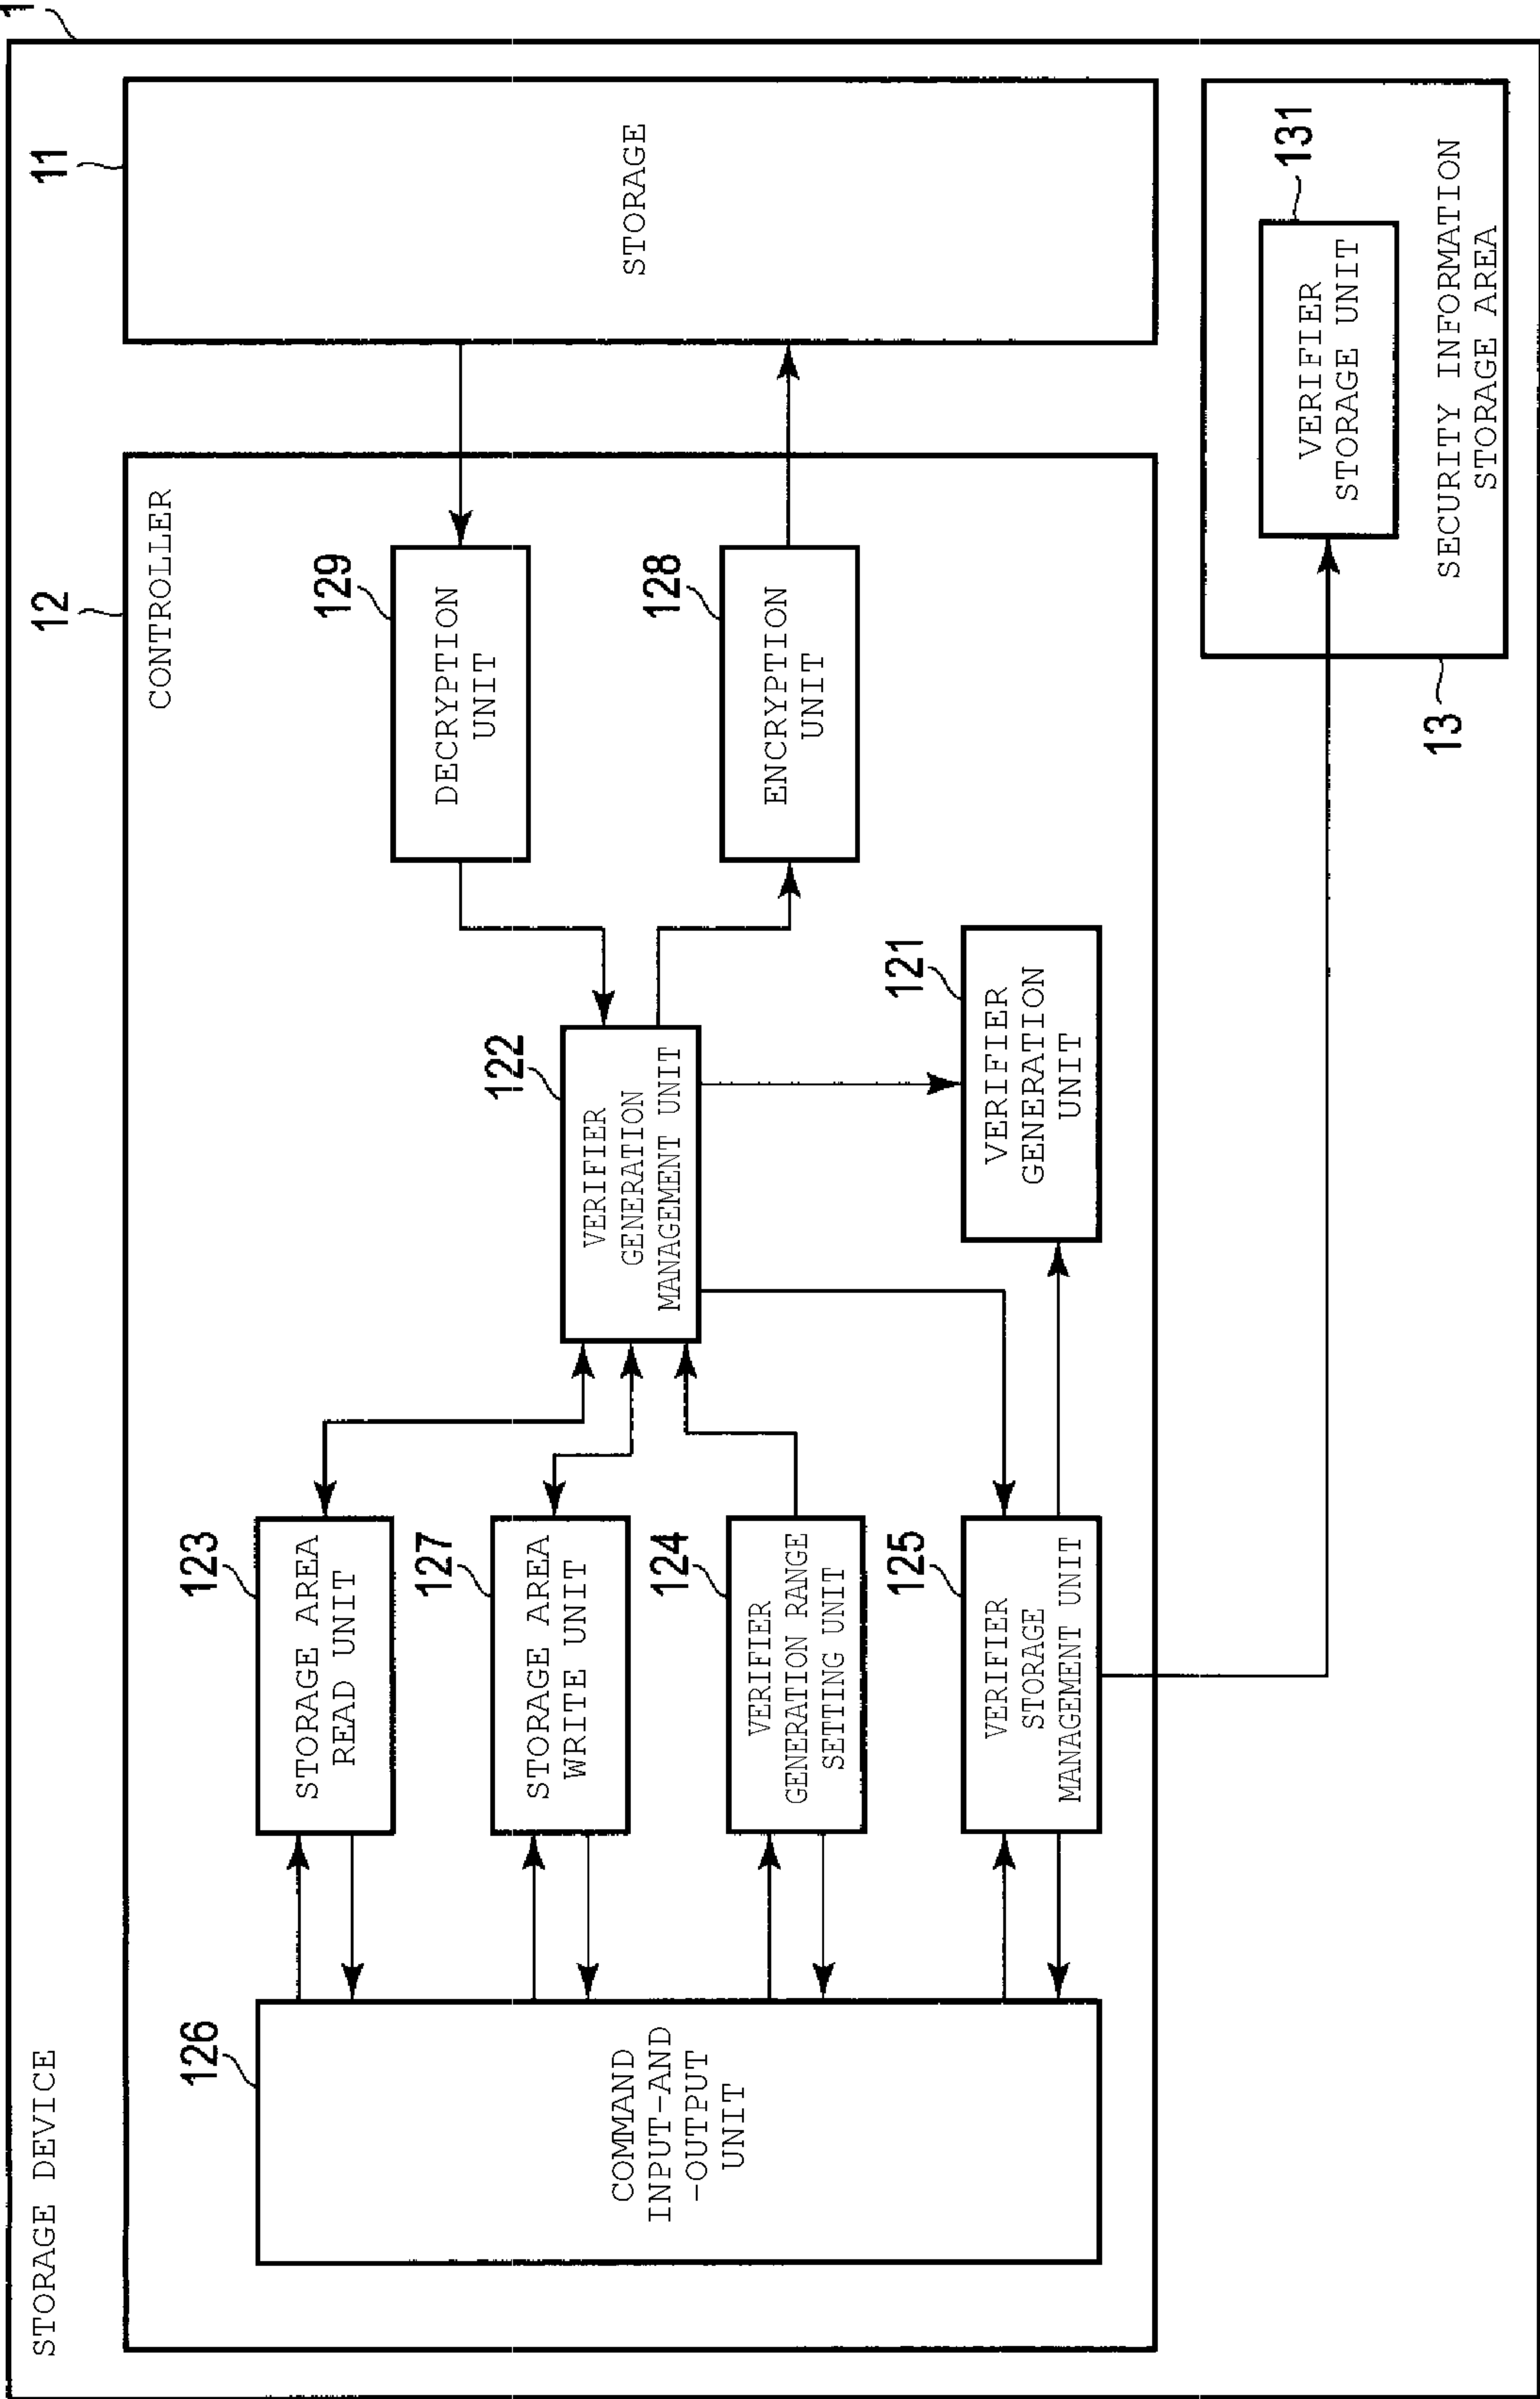 STORAGE DEVICE
1
12
CONTROLLER
11
STORAGE
126
COMMAND
INPUT-AND
-OUTPUT
UNIT
123
STORAGE AREA
READ UNIT
127
STORAGE AREA
WRITE UNIT
124
VERIFIER
GENERATION RANGE
SETTING UNIT
125
VERIFIER
STORAGE
MANAGEMENT UNIT
122
VERIFIER
GENERATION
MANAGEMENT UNIT
121
VERIFIER
GENERATION
UNIT
129
DECRYPTION
UNIT
128
ENCRYPTION
UNIT
13
131
VERIFIER
STORAGE UNIT
SECURITY INFORMATION
STORAGE AREA